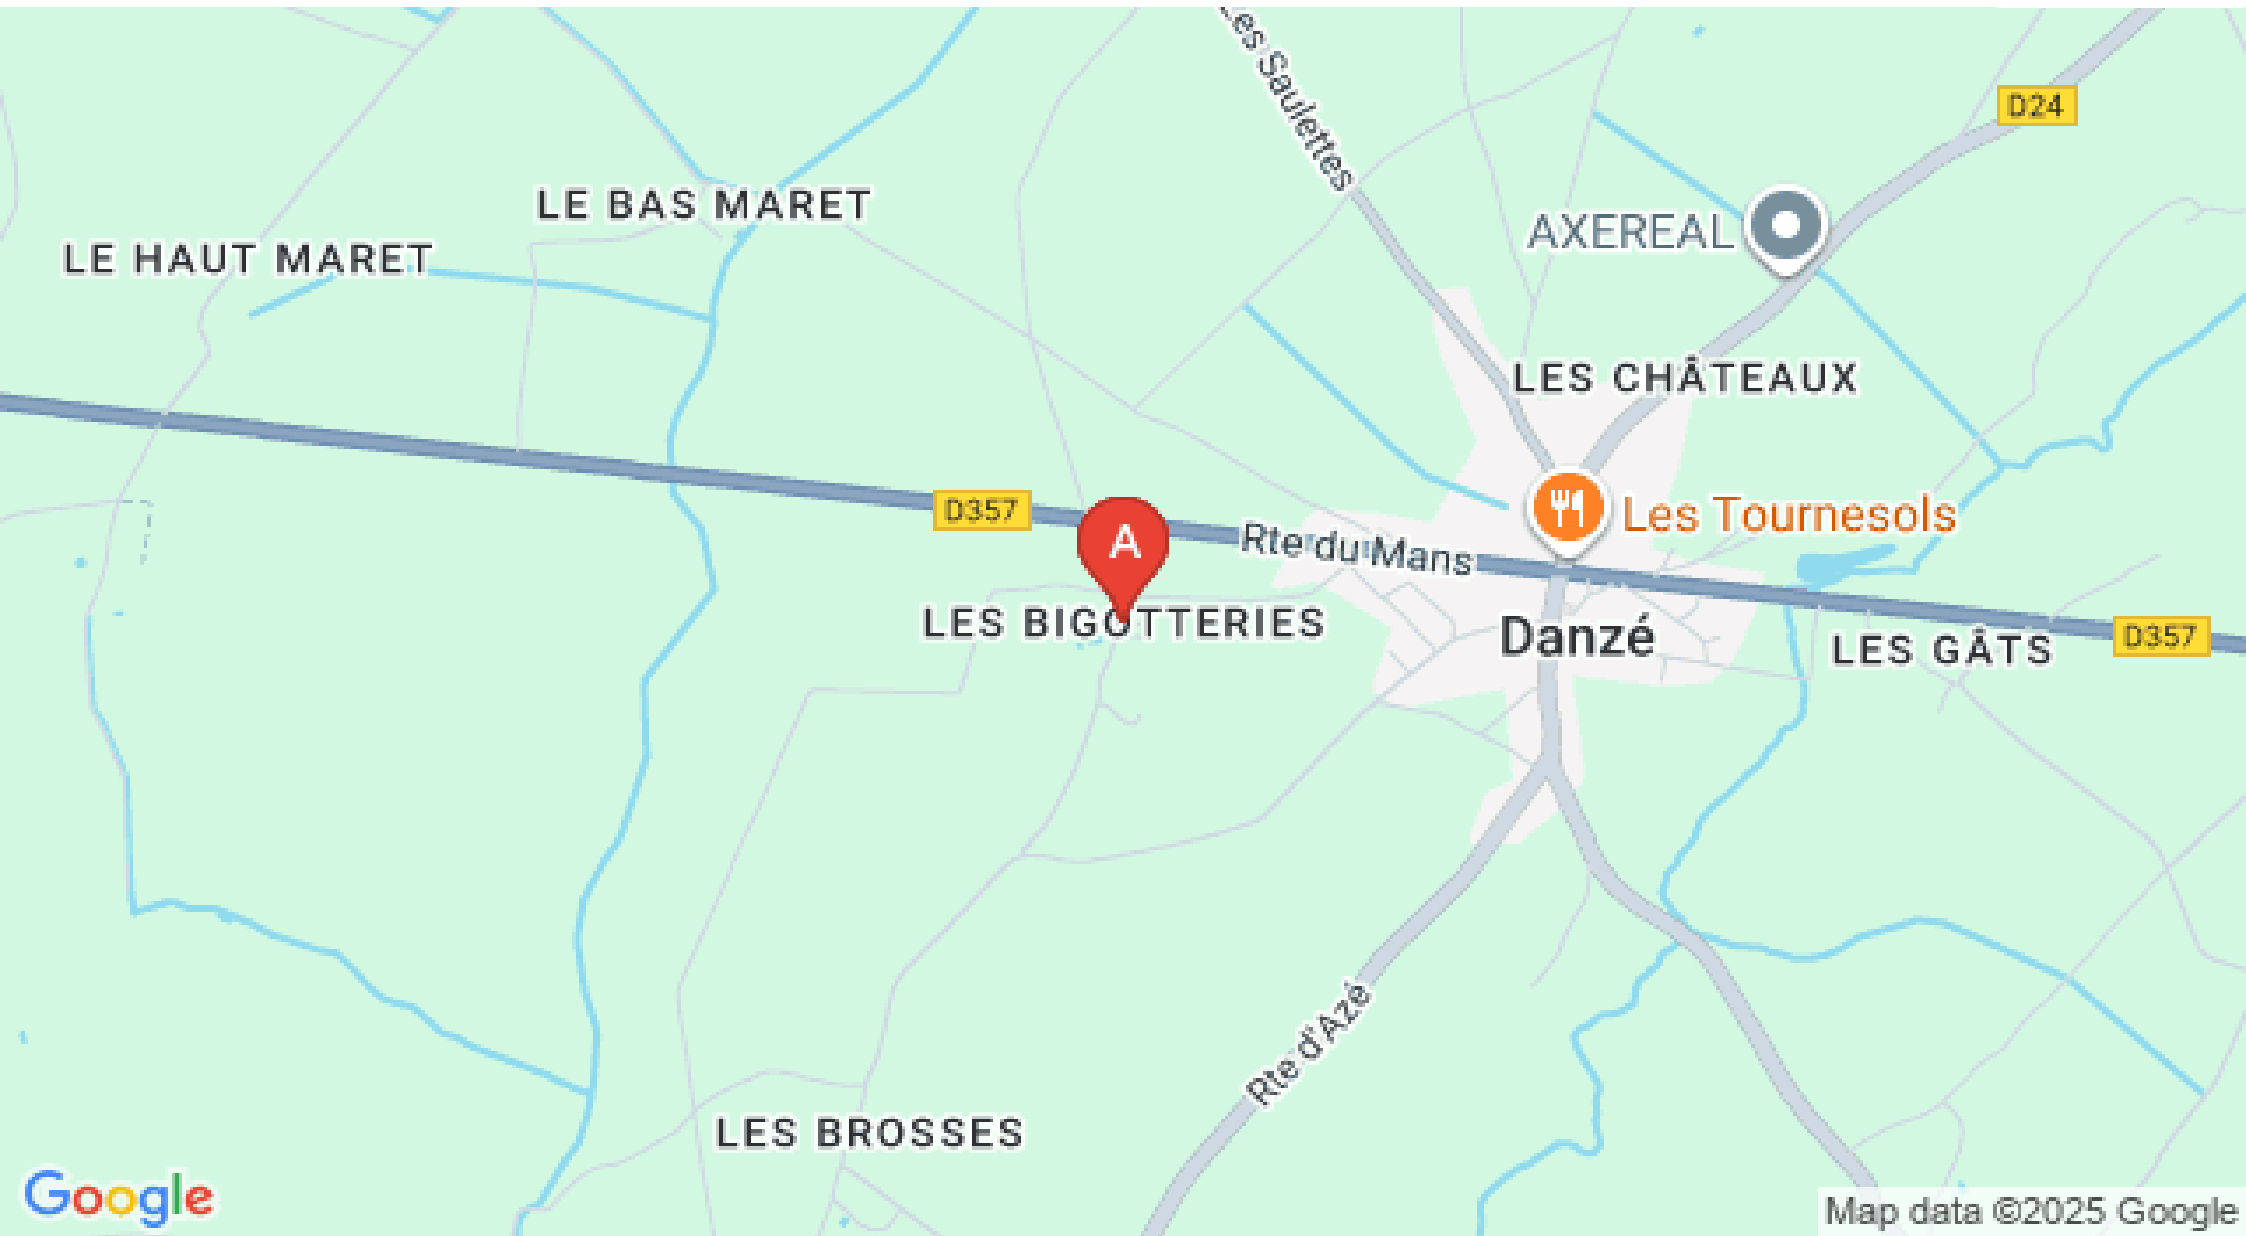 Les Saulettes
D24
LE BAS MARET
AXEREAL
LE HAUT MARET
LES CHÂTEAUX
D357
Les Tournesols
Rte du Mans
A
LES BIGOTTERIES
Danzé
LES GÂTS
D357
Rte d'Azé
LES BROSSES
Google
Map data ©2025 Google